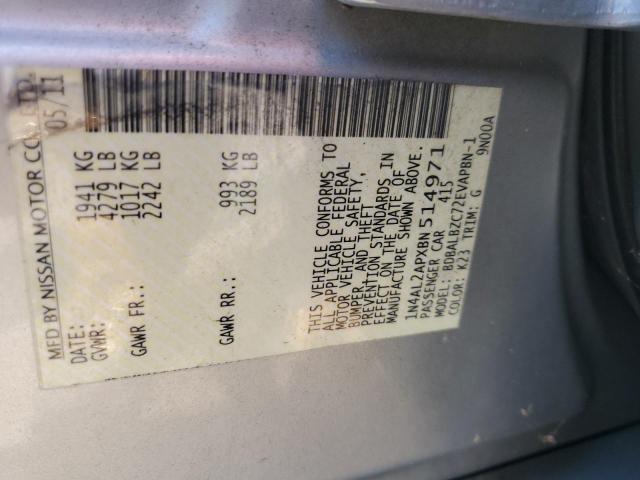 MFD BY NISSAN MOTOR CO
DATE: 05/11
GVWR: 1941 KG
4279 LB
GAWR FR.: 1017 KG
2242 LB
GAWR RR.: 993 KG
2189 LB
THIS VEHICLE CONFORMS TO
ALL APPLICABLE FEDERAL
MOTOR VEHICLE SAFETY,
BUMPER, AND THEFT
PREVENTION STANDARDS IN
EFFECT ON THE DATE OF
MANUFACTURE SHOWN ABOVE.
1N4AL2APXBN514971
PASSENGER CAR 415
MODEL: BDBALBZC72EVAPBN-1
COLOR: K23 TRIM: G 9N00A